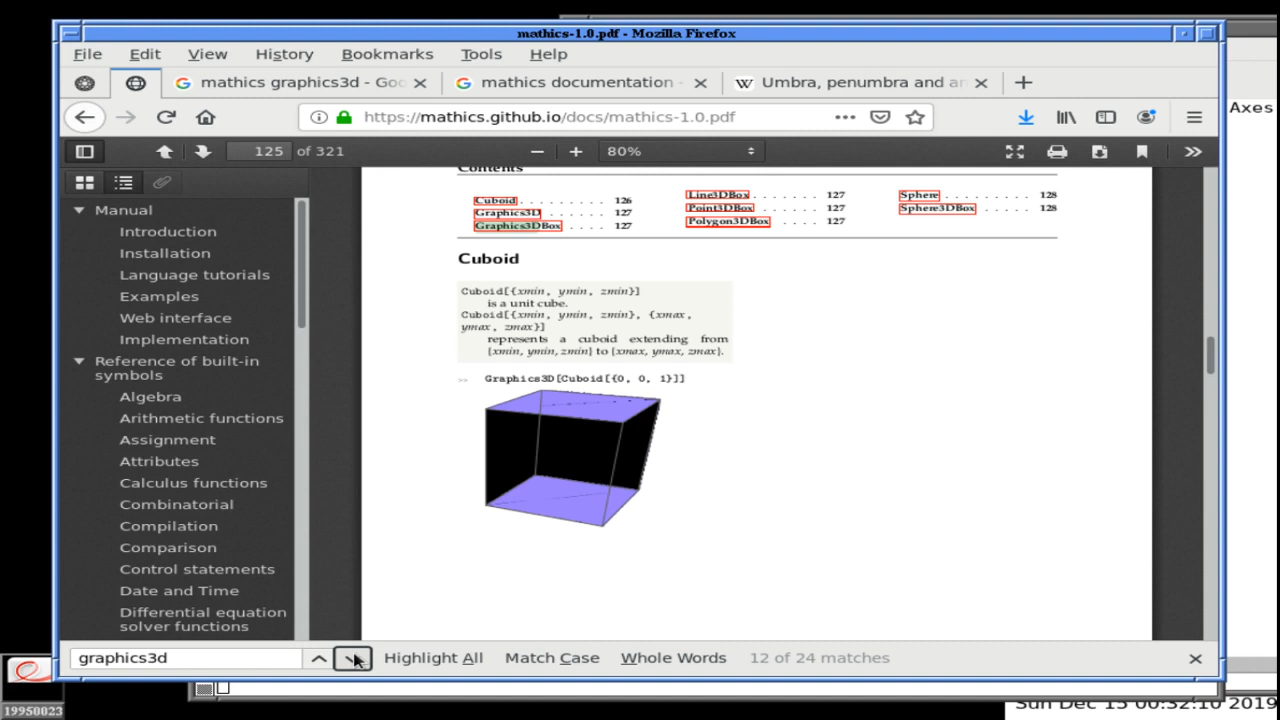 mathics-1.0.pdf - Mozilla Firefox
File Edit View History Bookmarks Tools Help
mathics graphics3d - Goo
mathics documentation -
Umbra, penumbra and an
https://mathics.github.io/docs/mathics-1.0.pdf
Axes
125 of 321
80%
Manual
Introduction
Installation
Language tutorials
Examples
Web interface
Implementation
Reference of built-in
symbols
Algebra
Arithmetic functions
Assignment
Attributes
Calculus functions
Combinatorial
Compilation
Comparison
Control statements
Date and Time
Differential equation
solver functions
Contents
Cuboid . . . . . . . . . 126
Graphics3D . . . . . . 127
Graphics3DBox . . . . 127
Line3DBox . . . . . . . 127
Point3DBox . . . . . . 127
Polygon3DBox . . . . 127
Sphere . . . . . . . . . 128
Sphere3DBox . . . . . 128
Cuboid
Cuboid[{xmin, ymin, zmin}]
is a unit cube.
Cuboid[{xmin, ymin, zmin}, {xmax,
ymax, zmax}]
represents a cuboid extending from
{xmin, ymin, zmin} to {xmax, ymax, zmax}.
>> Graphics3D[Cuboid[{0, 0, 1}]]
graphics3d
Highlight All Match Case Whole Words 12 of 24 matches
19950023
Sun Dec 15 00:32:10 2019